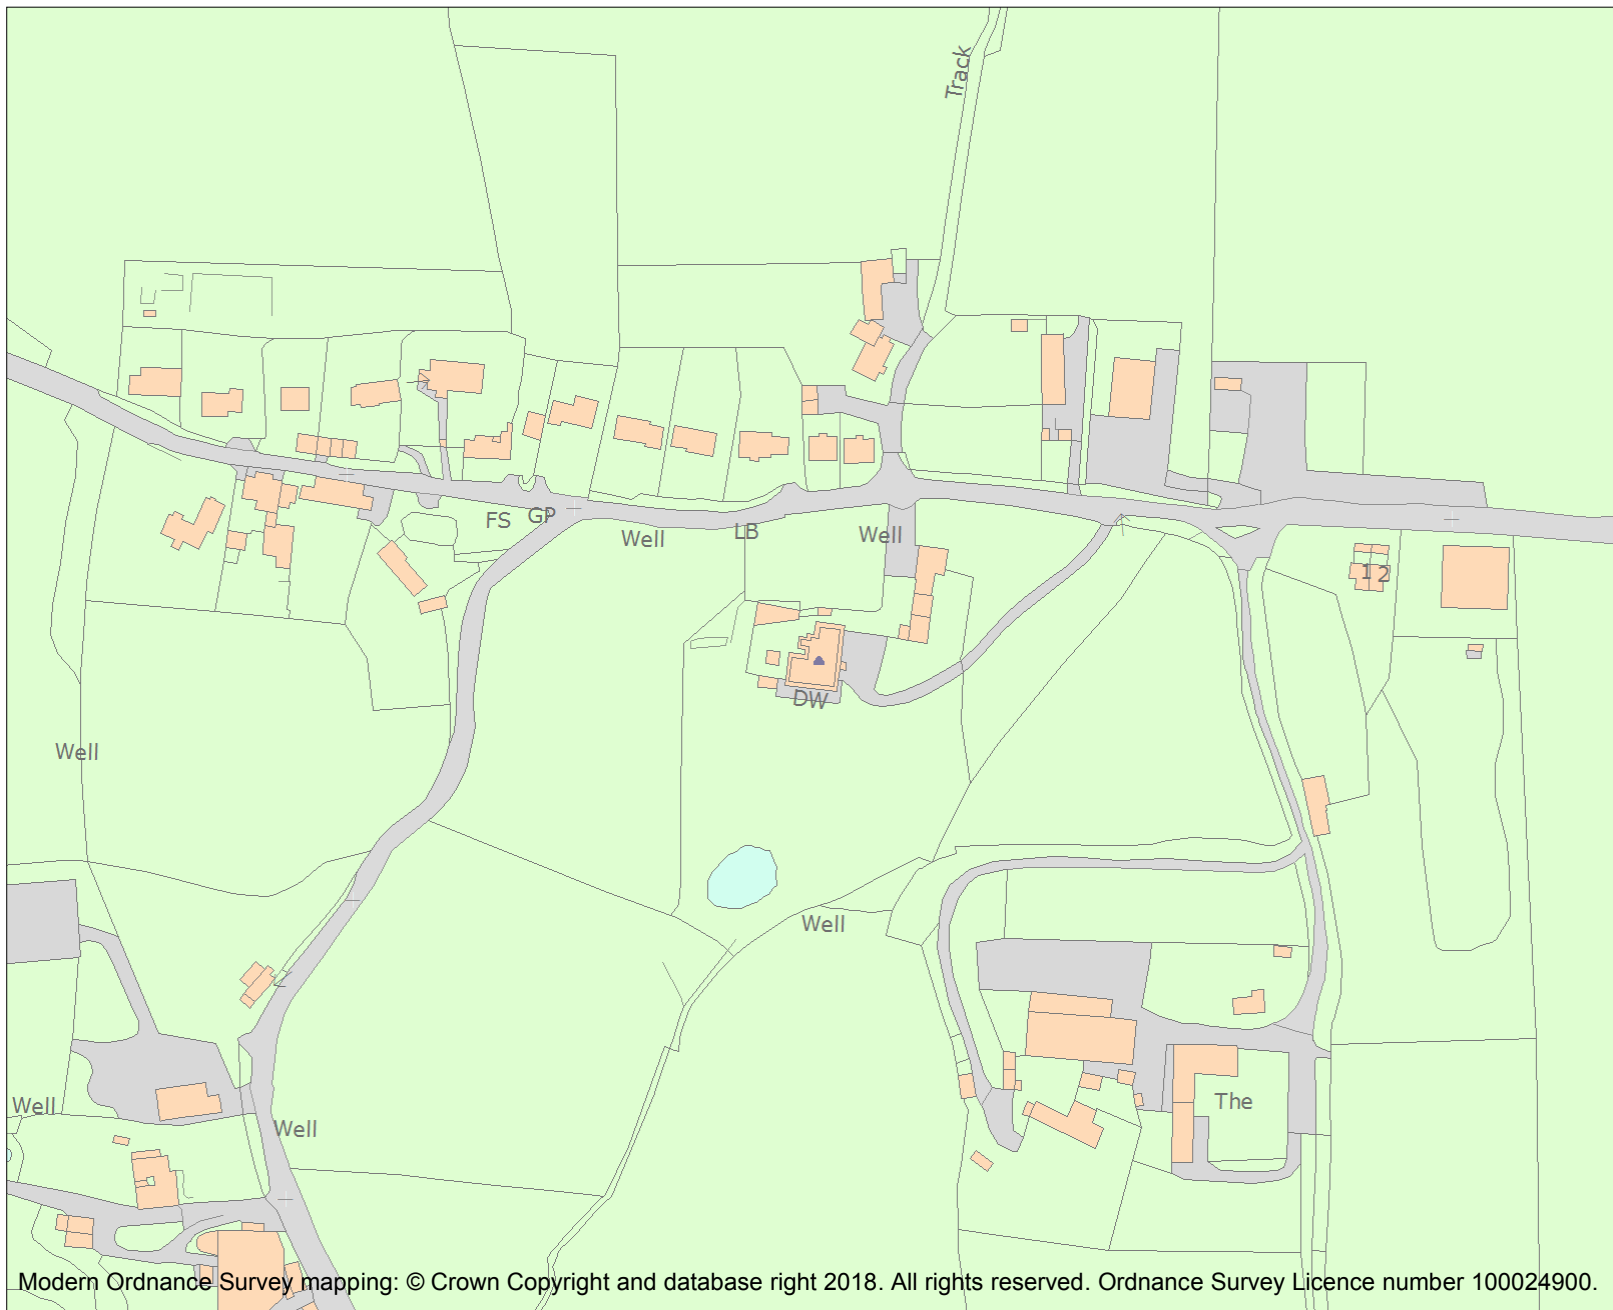 Track
FS
GP
Well
LB
Well
1 2
DW
Well
Well
Well
Well
The
Modern Ordnance Survey mapping: © Crown Copyright and database right 2018. All rights reserved. Ordnance Survey Licence number 100024900.